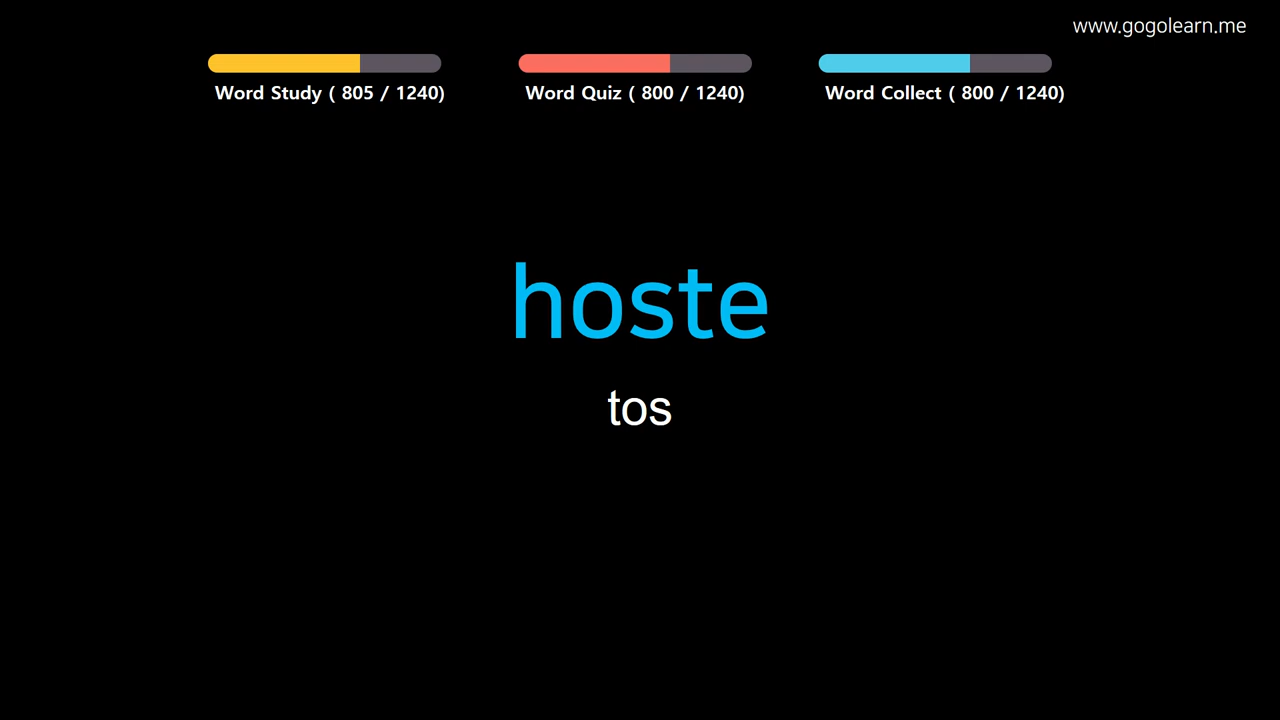 www.gogolearn.me
Word Study ( 805 / 1240)
Word Quiz ( 800 / 1240)
Word Collect ( 800 / 1240)
hoste
tos